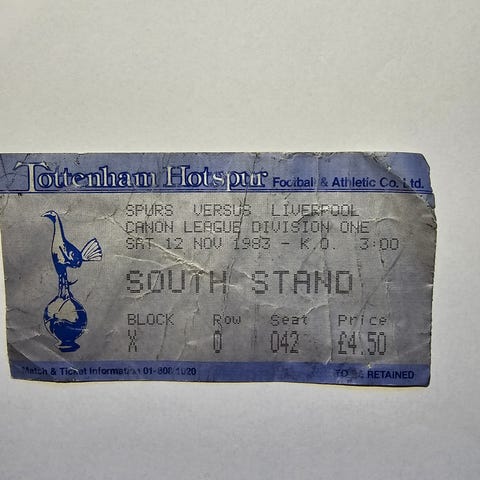 Tottenham Hotspur Football & Athletic Co. Ltd.
SPURS VERSUS LIVERPOOL
CANON LEAGUE DIVISION ONE
SAT 12 NOV 1983 - K.O. 3:00
SOUTH STAND
BLOCK Row Seat Price
X 0 042 £4.50
Match & Ticket Information 01-808 1020 TO BE RETAINED